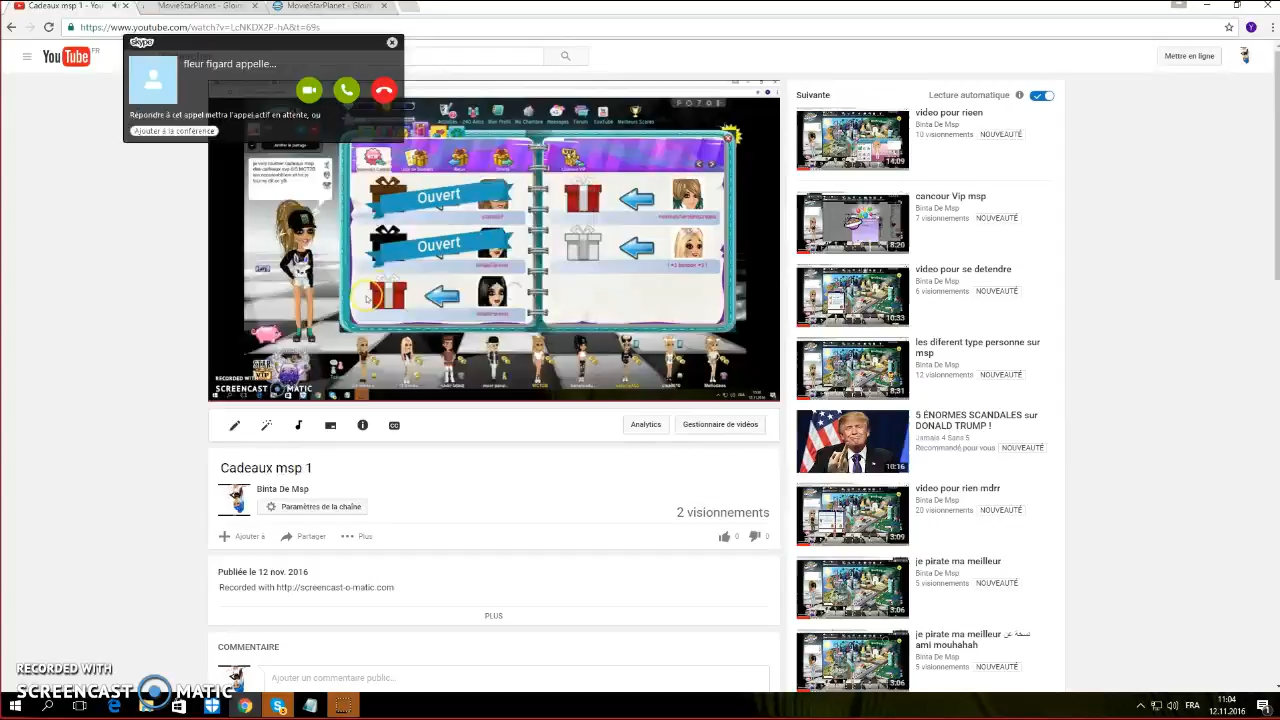 Cadeaux msp 1 - You
MovieStarPlanet - Gloire
MovieStarPlanet - Gloire
https://www.youtube.com/watch?v=LcNKDX2P-hA&t=69s
YouTube FR
Mettre en ligne
skype
fleur figard appelle...
Répondre à cet appel mettra l'appel actif en attente, ou
Ajouter à la conférence
Ouvert
Ouvert
RECORDED WITH
SCREENCAST-O-MATIC
Analytics
Gestionnaire de vidéos
Cadeaux msp 1
Binta De Msp
Paramètres de la chaîne
2 visionnements
Ajouter à
Partager
Plus
0
0
Publiée le 12 nov. 2016
Recorded with http://screencast-o-matic.com
PLUS
COMMENTAIRE
Ajouter un commentaire public...
Suivante
Lecture automatique
video pour rieen
Binta De Msp
10 visionnements NOUVEAUTÉ
14:09
cancour Vip msp
Binta De Msp
7 visionnements NOUVEAUTÉ
8:20
video pour se detendre
Binta De Msp
6 visionnements NOUVEAUTÉ
10:33
les diferent type personne sur
msp
Binta De Msp
12 visionnements NOUVEAUTÉ
8:31
5 ÉNORMES SCANDALES sur
DONALD TRUMP !
Jamais 4 Sans 5
Recommandé pour vous NOUVEAUTÉ
10:16
video pour rien mdrr
Binta De Msp
20 visionnements NOUVEAUTÉ
3:09
je pirate ma meilleur
Binta De Msp
5 visionnements NOUVEAUTÉ
3:06
je pirate ma meilleur نسخة عن
ami mouhahah
Binta De Msp
5 visionnements NOUVEAUTÉ
3:06
RECORDED WITH
SCREENCAST-O-MATIC
FRA
11:04
12.11.2016